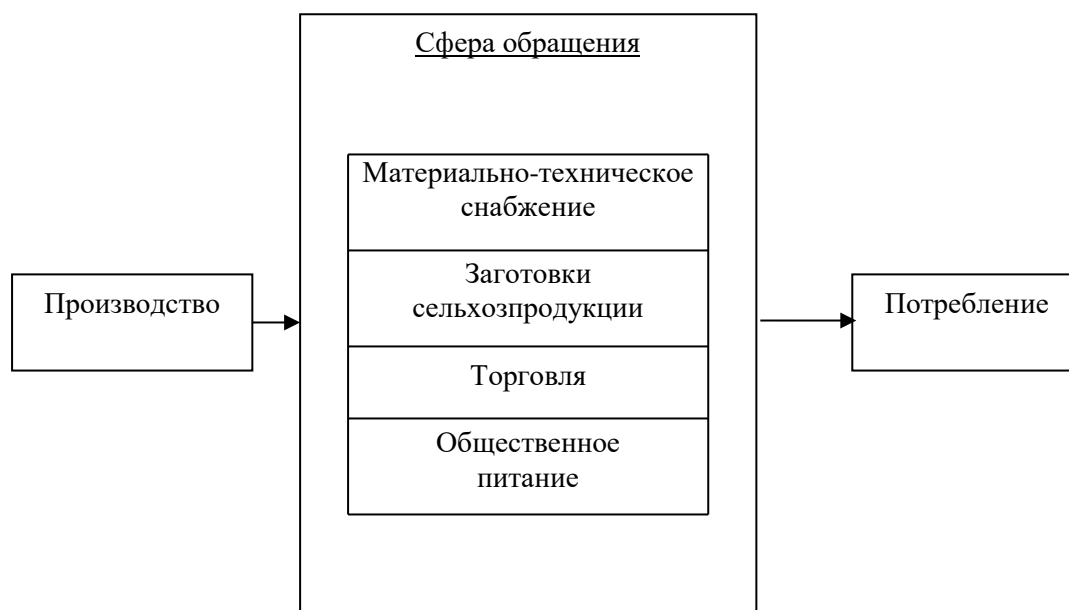 Сфера обращения
Материально-техническое
снабжение
Заготовки
сельхозпродукции
Производство
Потребление
Торговля
Общественное
питание